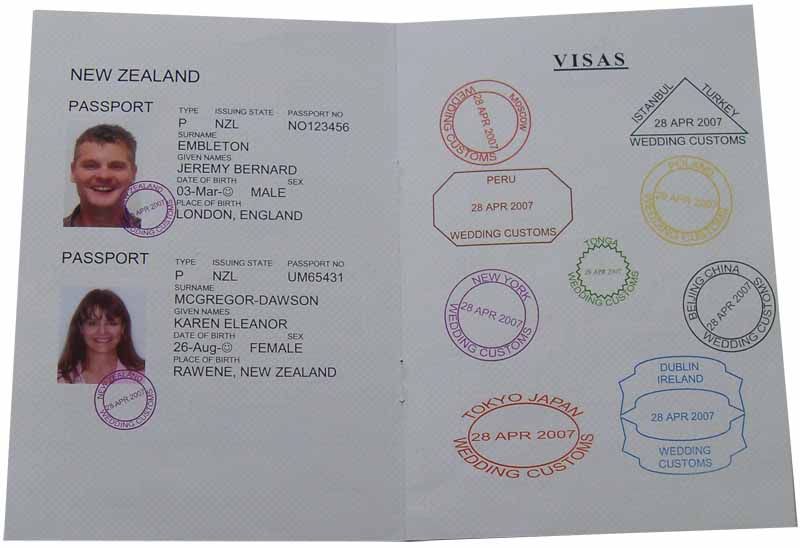 NEW ZEALAND
PASSPORT
TYPE ISSUING STATE PASSPORT NO
P NZL NO123456
SURNAME
EMBLETON
GIVEN NAMES
JEREMY BERNARD
DATE OF BIRTH SEX
03-Mar-☺ MALE
PLACE OF BIRTH
LONDON, ENGLAND
NEW ZEALAND
28 APR 2007
WEDDING CUSTOMS
PASSPORT
TYPE ISSUING STATE PASSPORT NO
P NZL UM65431
SURNAME
MCGREGOR-DAWSON
GIVEN NAMES
KAREN ELEANOR
DATE OF BIRTH SEX
26-Aug-☺ FEMALE
PLACE OF BIRTH
RAWENE, NEW ZEALAND
NEW ZEALAND
28 APR 2007
WEDDING CUSTOMS
VISAS
MOSCOW
28 APR 2007
WEDDING CUSTOMS
ISTANBUL TURKEY
28 APR 2007
WEDDING CUSTOMS
PERU
28 APR 2007
WEDDING CUSTOMS
POLAND
28 APR 2007
WEDDING CUSTOMS
TONGA
28 APR 2007
WEDDING CUSTOMS
NEW YORK
28 APR 2007
WEDDING CUSTOMS
BEIJING CHINA
28 APR 2007
WEDDING CUSTOMS
TOKYO JAPAN
28 APR 2007
WEDDING CUSTOMS
DUBLIN
IRELAND
28 APR 2007
WEDDING
CUSTOMS